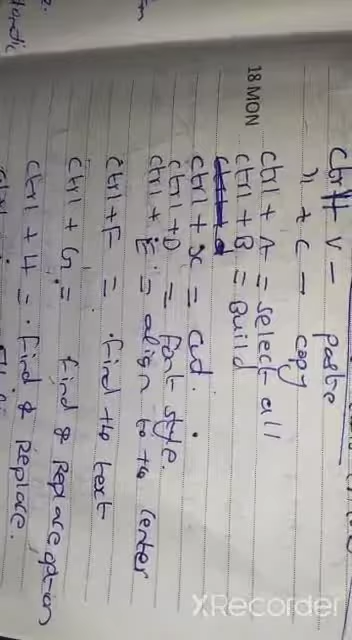 Ctrl+ V - paste
" + C - copy
18 MON
Ctrl + A = Select all
Ctrl + B = Build
Ctrl + X = Cut.
Ctrl + D = Font style.
Ctrl + E = align to the center
Ctrl + F = find the text
Ctrl + G = find & Replace option
Ctrl + H = find & Replace.
XRecorder